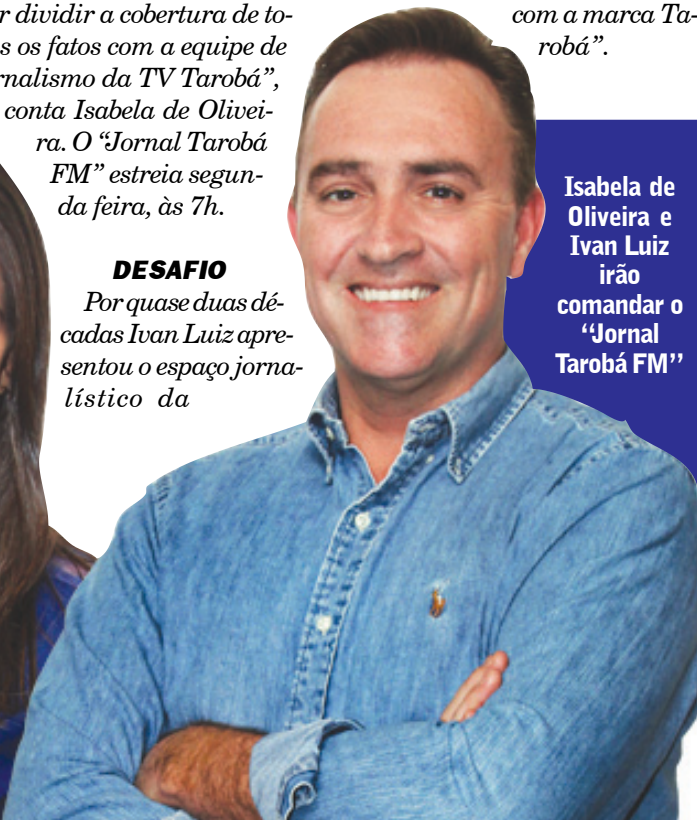 r dividir a cobertura de to-
s os fatos com a equipe de
rnalismo da TV Tarobá”,
conta Isabela de Olivei-
ra. O “Jornal Tarobá
FM” estreia segun-
da feira, às 7h.
DESAFIO
Por quase duas dé-
cadas Ivan Luiz apre-
sentou o espaço jorna-
lístico da
com a marca Ta-
robá”.
Isabela de
Oliveira e
Ivan Luiz
irão
comandar o
“Jornal
Tarobá FM”